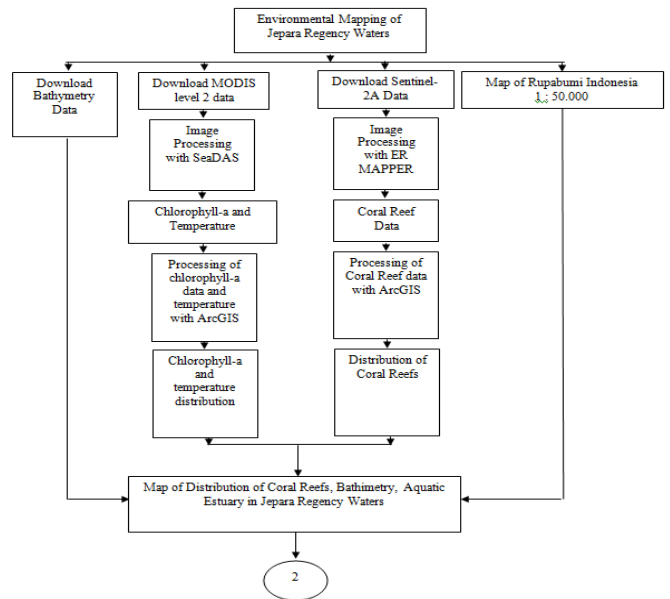 Environmental Mapping of
Jepara Regency Waters
Download
Bathymetry
Data
Download MODIS
level 2 data
Download Sentinel-
2A Data
Map of Rupabumi Indonesia
1 : 50.000
Image
Processing
with SeaDAS
Image
Processing
with ER
MAPPER
Chlorophyll-a and
Temperature
Coral Reef
Data
Processing of
chlorophyll-a
data and
temperature
with ArcGIS
Processing of
Coral Reef data
with ArcGIS
Chlorophyll-a
and
temperature
distribution
Distribution of
Coral Reefs
Map of Distribution of Coral Reefs, Bathimetry, Aquatic
Estuary in Jepara Regency Waters
2